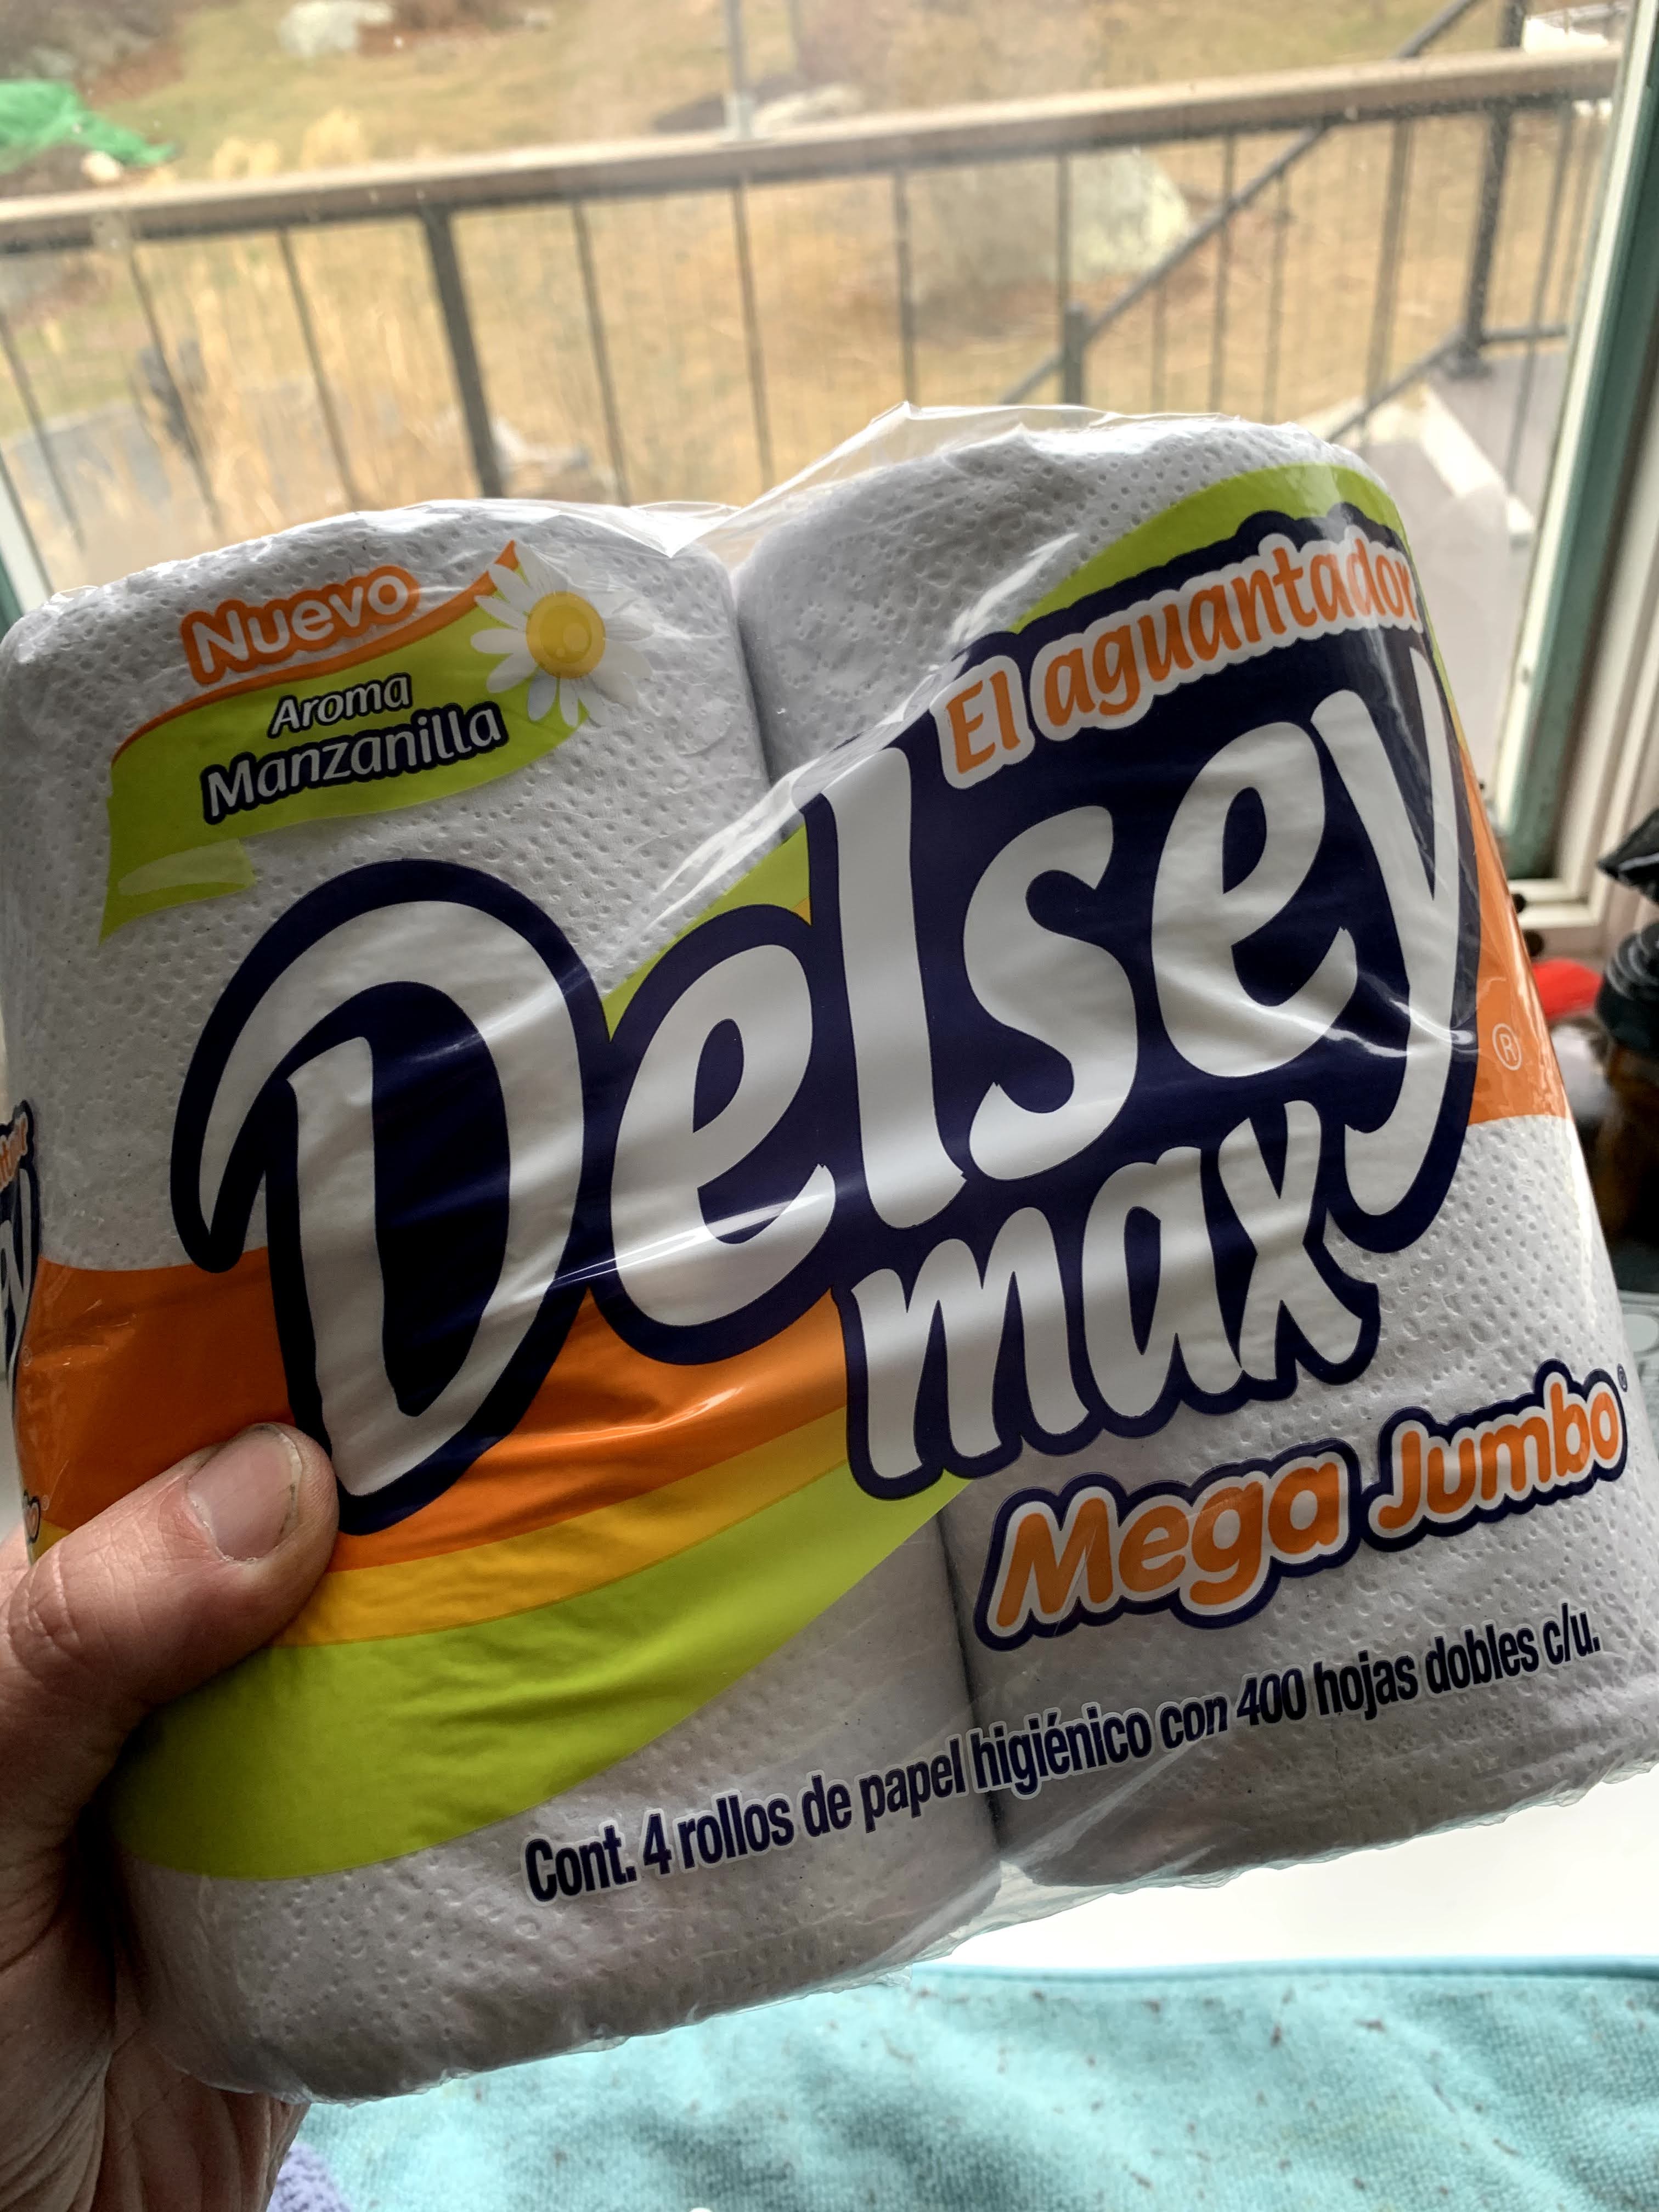 Nuevo
Aroma
Manzanilla
El aguantador
Delsey
®
max
Mega Jumbo
Cont. 4 rollos de papel higiénico con 400 hojas dobles c/u.